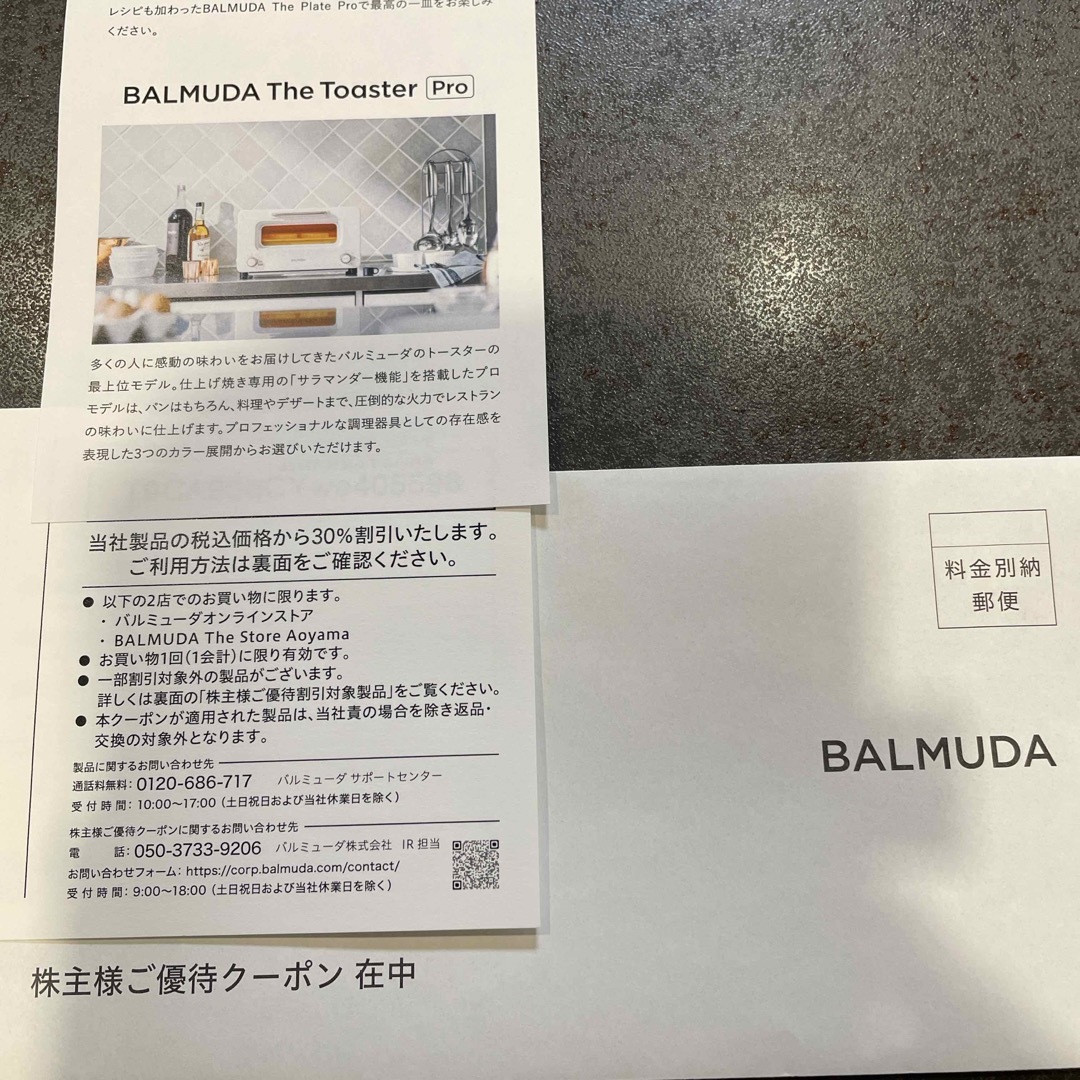 レシピも加わったBALMUDA The Plate Proで最高の一皿をお楽しみ
ください。
BALMUDA The Toaster Pro
多くの人に感動の味わいをお届けしてきたバルミューダのトースターの
最上位モデル。仕上げ焼き専用の「サラマンダー機能」を搭載したプロ
モデルは、パンはもちろん、料理やデザートまで、圧倒的な火力でレストラン
の味わいに仕上げます。プロフェッショナルな調理器具としての存在感を
表現した3つのカラー展開からお選びいただけます。
当社製品の税込価格から30%割引いたします。
ご利用方法は裏面をご確認ください。
● 以下の2店でのお買い物に限ります。
・ バルミューダオンラインストア
・ BALMUDA The Store Aoyama
● お買い物1回(1会計)に限り有効です。
● 一部割引対象外の製品がございます。
詳しくは裏面の「株主様ご優待割引対象製品」をご覧ください。
● 本クーポンが適用された製品は、当社責の場合を除き返品・
交換の対象外となります。
製品に関するお問い合わせ先
通話料無料: 0120-686-717 バルミューダ サポートセンター
受付時間: 10:00〜17:00 (土日祝日および当社休業日を除く)
株主様ご優待クーポンに関するお問い合わせ先
電 話: 050-3733-9206 バルミューダ株式会社 IR担当
お問い合わせフォーム: https://corp.balmuda.com/contact/
受付時間: 9:00〜18:00 (土日祝日および当社休業日を除く)
料金別納
郵便
BALMUDA
株主様ご優待クーポン 在中